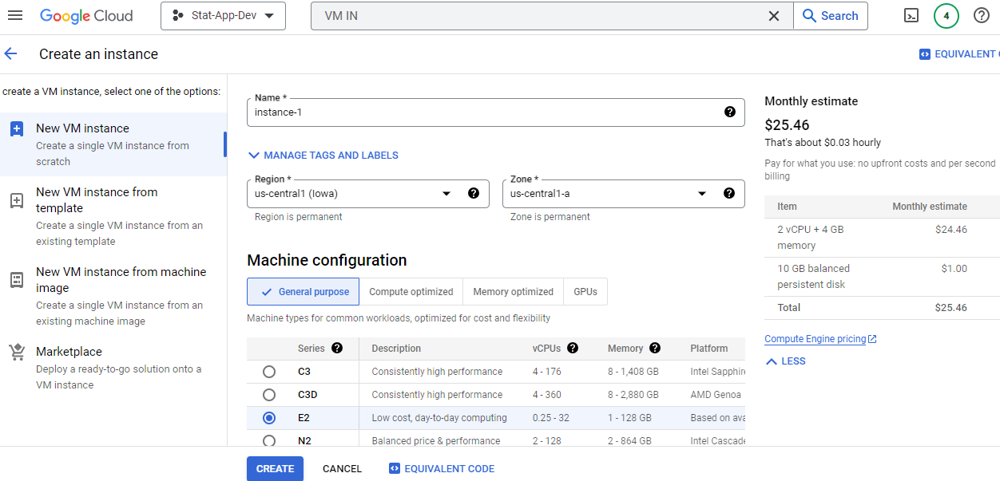 Google Cloud
Stat-App-Dev
VM IN
Search
4
Create an instance
EQUIVALENT C
create a VM instance, select one of the options:
New VM instance
Create a single VM instance from
scratch
New VM instance from
template
Create a single VM instance from an
existing template
New VM instance from machine
image
Create a single VM instance from an
existing machine image
Marketplace
Deploy a ready-to-go solution onto a
VM instance
Name *
instance-1
MANAGE TAGS AND LABELS
Region *
us-central1 (Iowa)
Region is permanent
Zone *
us-central1-a
Zone is permanent
Machine configuration
General purpose
Compute optimized
Memory optimized
GPUs
Machine types for common workloads, optimized for cost and flexibility
Series Description vCPUs Memory Platform
C3 Consistently high performance 4 - 176 8 - 1,408 GB Intel Sapphire
C3D Consistently high performance 4 - 360 8 - 2,880 GB AMD Genoa
E2 Low cost, day-to-day computing 0.25 - 32 1 - 128 GB Based on ava
N2 Balanced price & performance 2 - 128 2 - 864 GB Intel Cascade
CREATE
CANCEL
EQUIVALENT CODE
Monthly estimate
$25.46
That's about $0.03 hourly
Pay for what you use: no upfront costs and per second
billing
Item Monthly estimate
2 vCPU + 4 GB $24.46
memory
10 GB balanced $1.00
persistent disk
Total $25.46
Compute Engine pricing
LESS